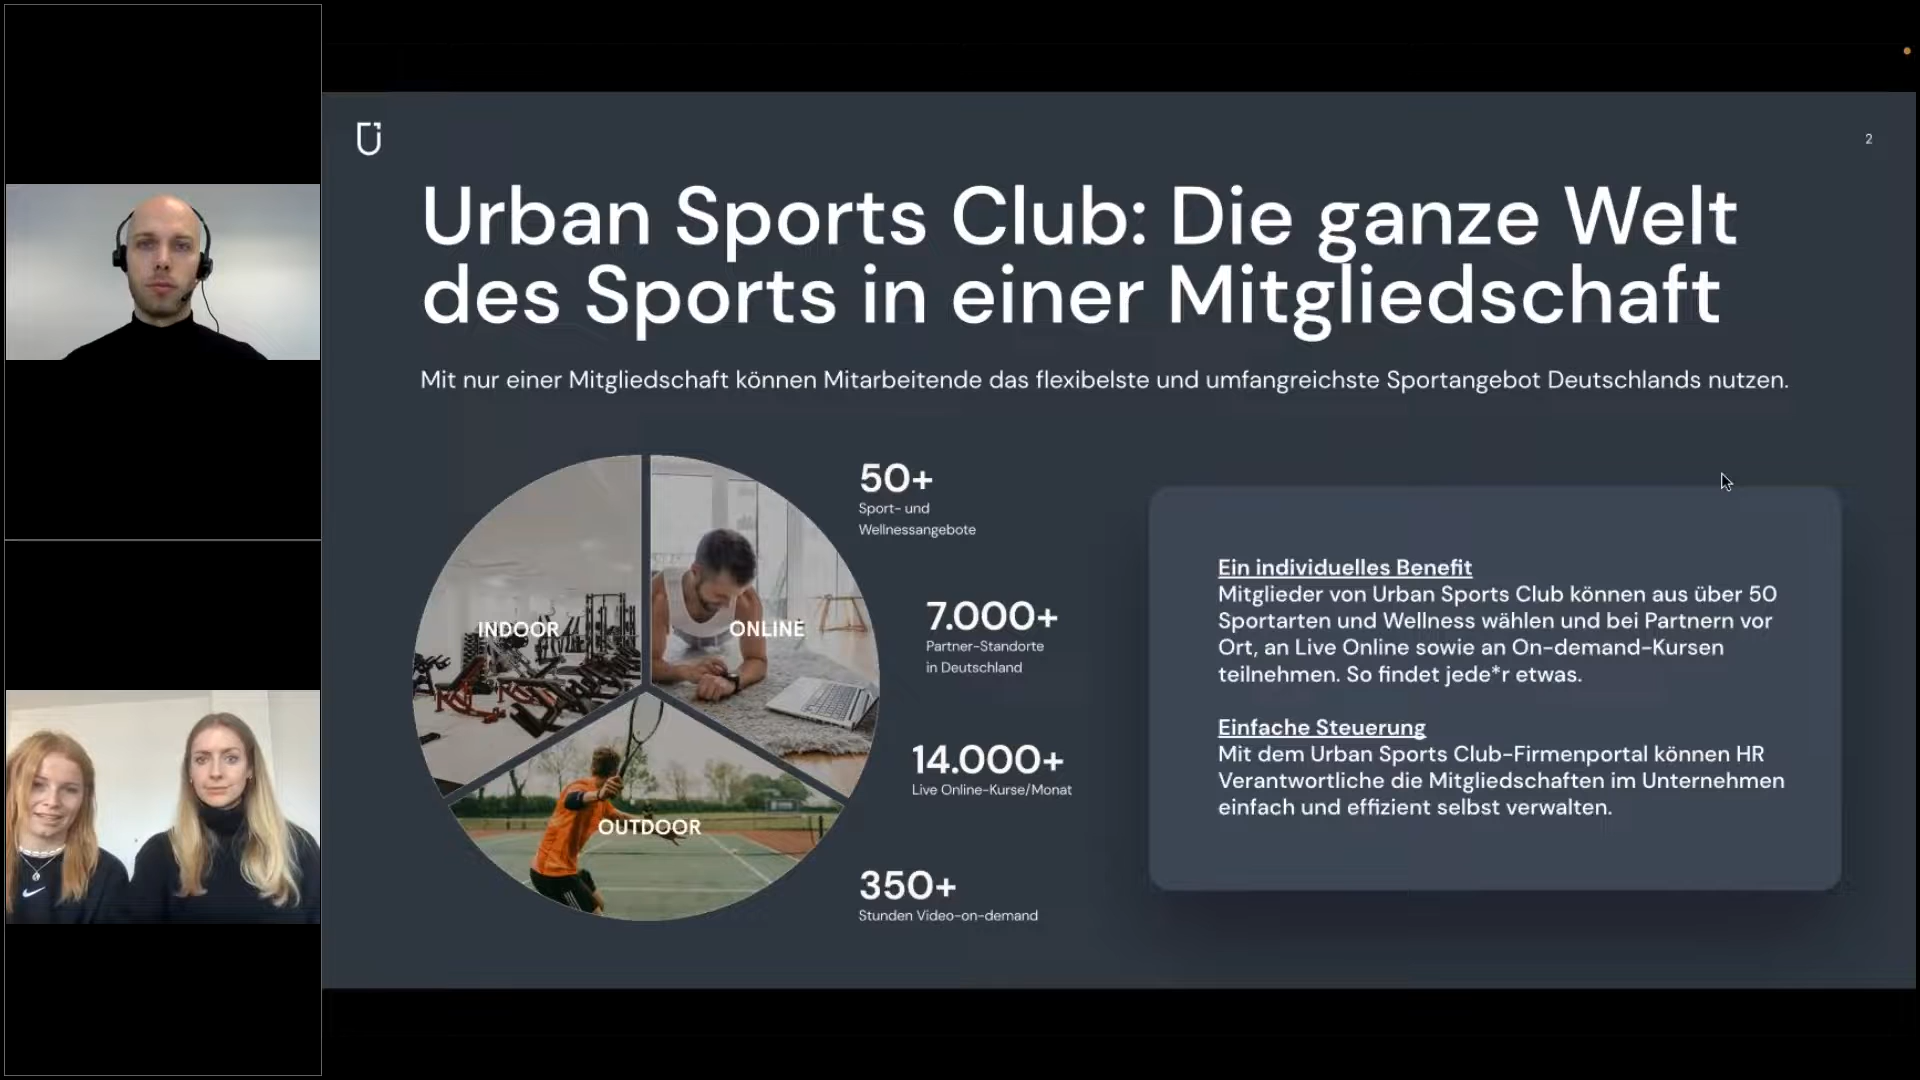 2
Urban Sports Club: Die ganze Welt
des Sports in einer Mitgliedschaft
Mit nur einer Mitgliedschaft können Mitarbeitende das flexibelste und umfangreichste Sportangebot Deutschlands nutzen.
INDOOR
ONLINE
OUTDOOR
50+
Sport- und
Wellnessangebote
7.000+
Partner-Standorte
in Deutschland
14.000+
Live Online-Kurse/Monat
350+
Stunden Video-on-demand
Ein individuelles Benefit
Mitglieder von Urban Sports Club können aus über 50
Sportarten und Wellness wählen und bei Partnern vor
Ort, an Live Online sowie an On-demand-Kursen
teilnehmen. So findet jede*r etwas.
Einfache Steuerung
Mit dem Urban Sports Club-Firmenportal können HR
Verantwortliche die Mitgliedschaften im Unternehmen
einfach und effizient selbst verwalten.